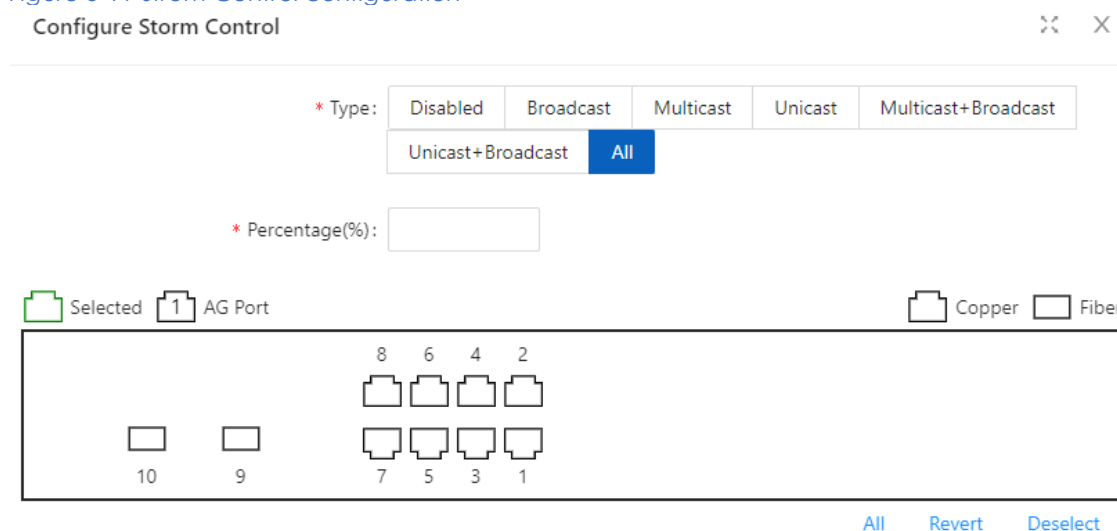 Configure Storm Control
* Type: Disabled Broadcast Multicast Unicast Multicast+Broadcast
Unicast+Broadcast All
* Percentage(%):
Selected 1 AG Port Copper Fiber
8 6 4 2
10 9 7 5 3 1
All Revert Deselect